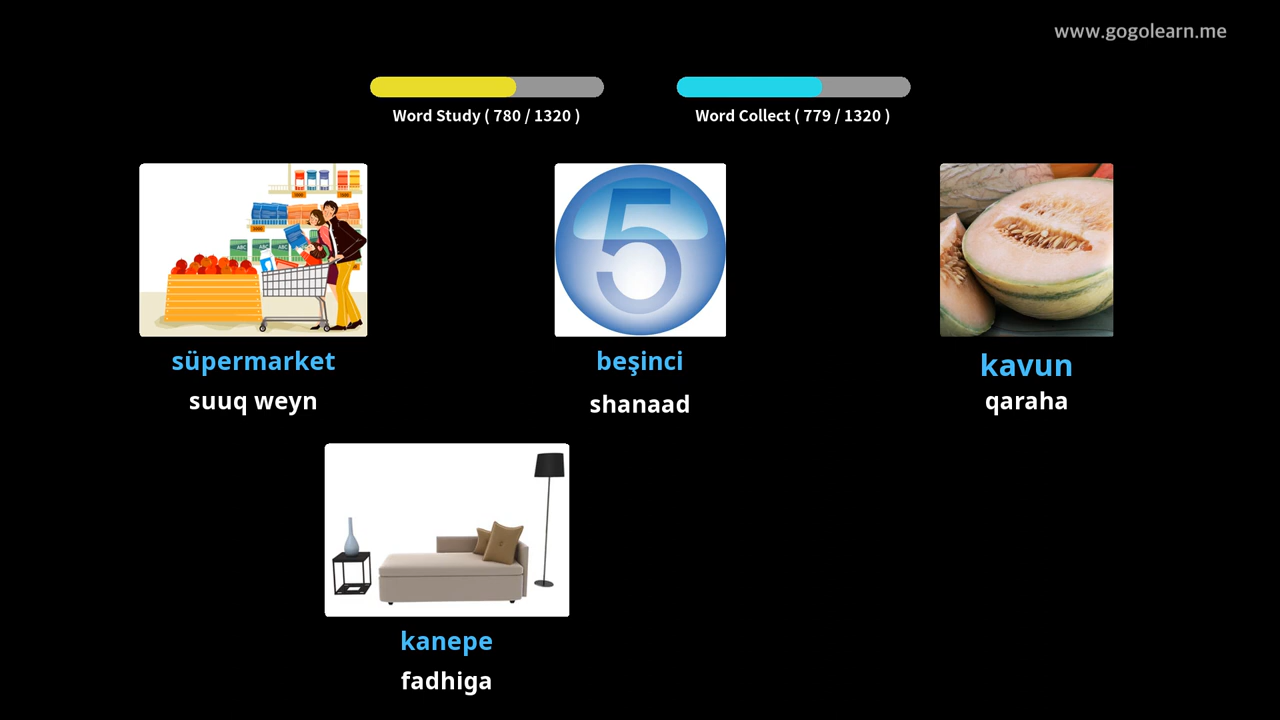 www.gogolearn.me
Word Study ( 780 / 1320 )
Word Collect ( 779 / 1320 )
5
süpermarket
suuq weyn
beşinci
shanaad
kavun
qaraha
kanepe
fadhiga